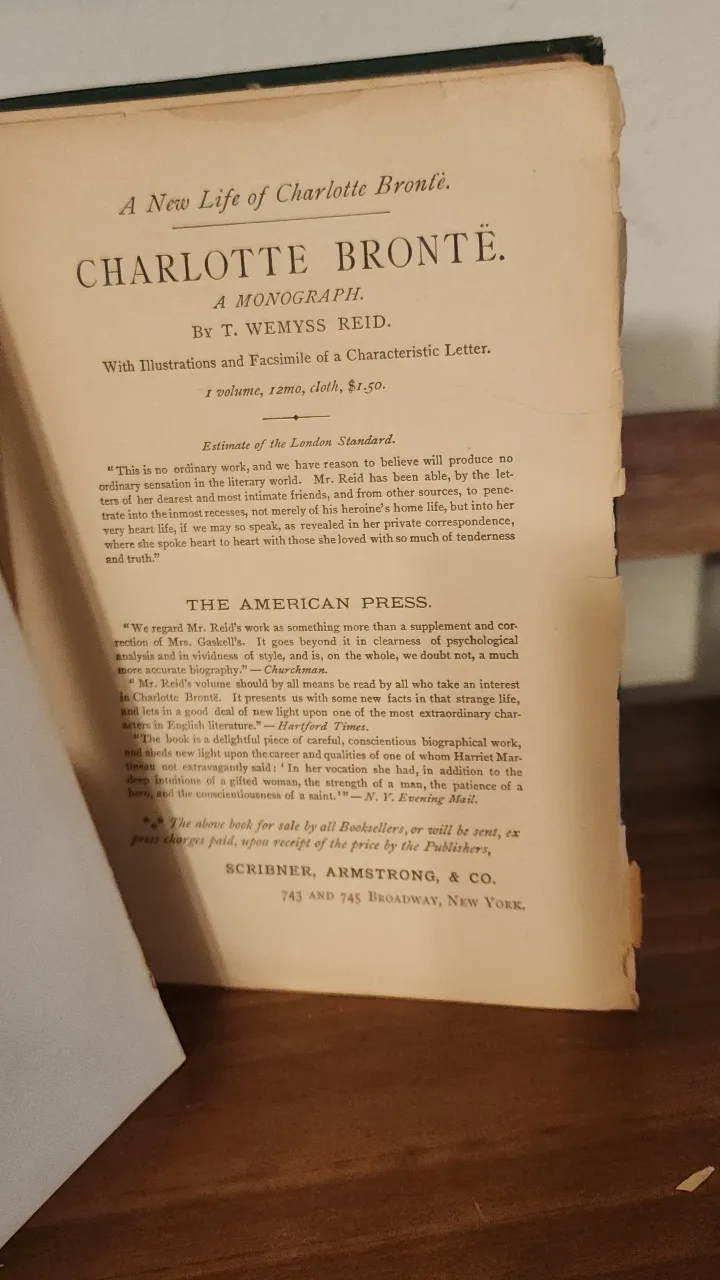 A New Life of Charlotte Brontë.
CHARLOTTE BRONTË.
A MONOGRAPH.
By T. WEMYSS REID.
With Illustrations and Facsimile of a Characteristic Letter.
1 volume, 12mo, cloth, $1.50.
Estimate of the London Standard.
"This is no ordinary work, and we have reason to believe will produce no
ordinary sensation in the literary world. Mr. Reid has been able, by the let-
ters of her dearest and most intimate friends, and from other sources, to pene-
trate into the inmost recesses, not merely of his heroine's home life, but into her
very heart life, if we may so speak, as revealed in her private correspondence,
where she spoke heart to heart with those she loved with so much of tenderness
and truth."
THE AMERICAN PRESS.
"We regard Mr. Reid's work as something more than a supplement and cor-
rection of Mrs. Gaskell's. It goes beyond it in clearness of psychological
analysis and in vividness of style, and is, on the whole, we doubt not, a much
more accurate biography."—Churchman.
"Mr. Reid's volume should by all means be read by all who take an interest
in Charlotte Brontë. It presents us with some new facts in that strange life,
and lets in a good deal of new light upon one of the most extraordinary char-
acters in English literature."—Hartford Times.
"The book is a delightful piece of careful, conscientious biographical work,
and sheds new light upon the career and qualities of one of whom Harriet Mar-
tineau not extravagantly said: 'In her vocation she had, in addition to the
deep intuitions of a gifted woman, the strength of a man, the patience of a
hero, and the conscientiousness of a saint.'"—N. Y. Evening Mail.
*** The above book for sale by all Booksellers, or will be sent, ex
press charges paid, upon receipt of the price by the Publishers,
SCRIBNER, ARMSTRONG, & CO.
743 AND 745 BROADWAY, NEW YORK.